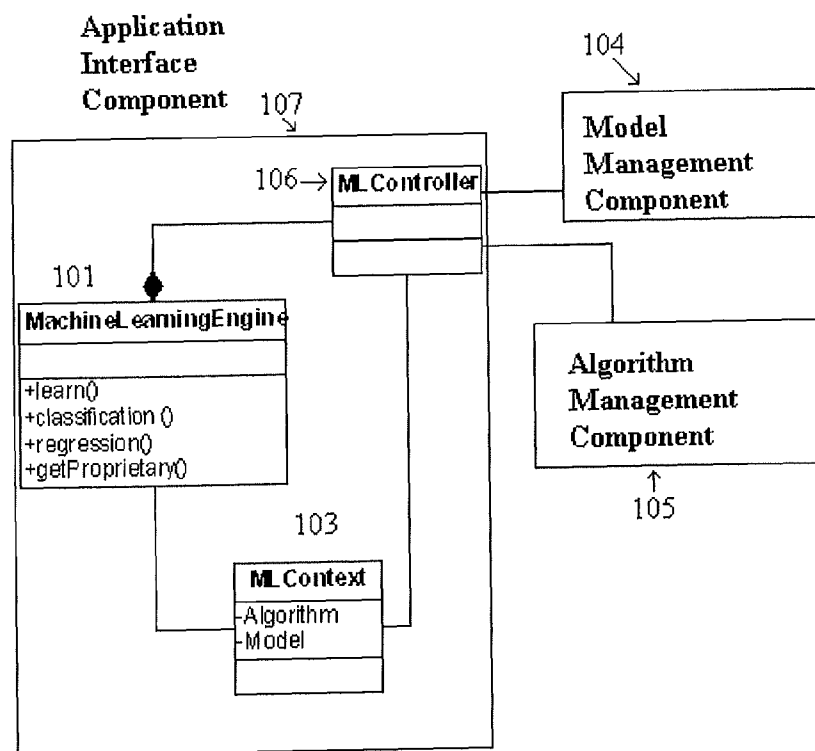 Application
Interface
Component
107
104
Model
Management
Component
106
MLController
101
MachineLearningEngine
+learn()
+classification ()
+regression()
+getProprietary()
Algorithm
Management
Component
105
103
MLContext
-Algorithm
-Model